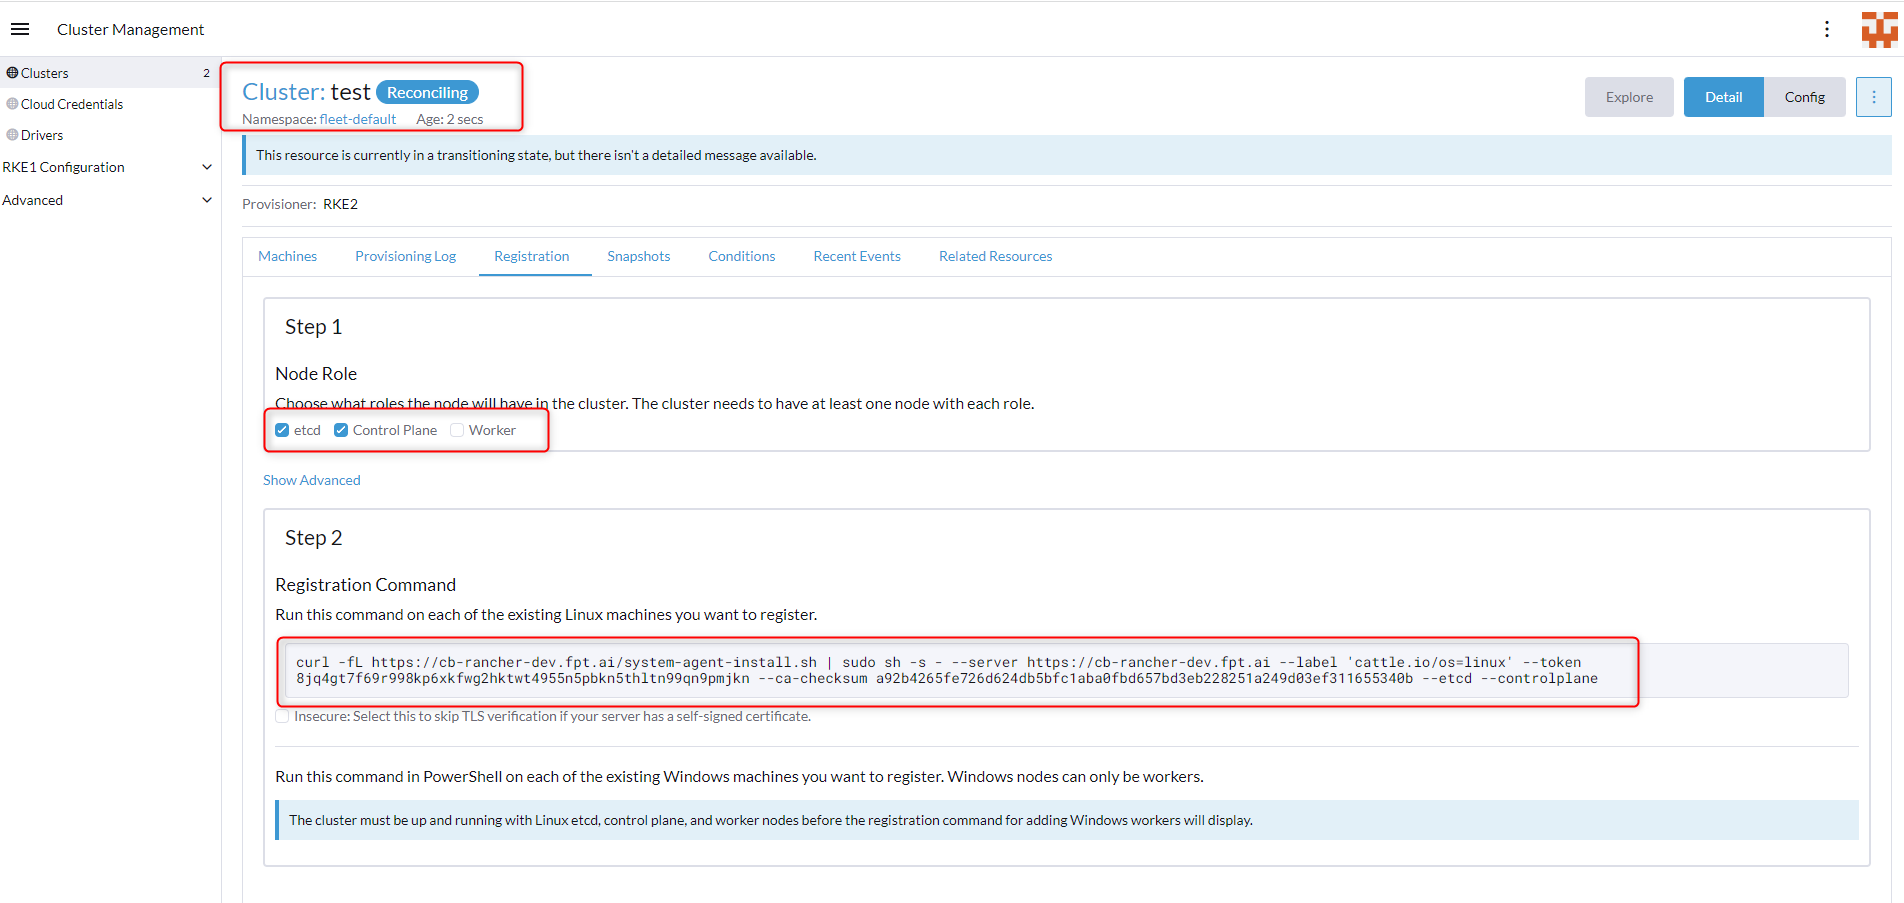 Cluster Management
Clusters 2
Cloud Credentials
Drivers
RKE1 Configuration
Advanced
Cluster: test Reconciling
Namespace: fleet-default Age: 2 secs
Explore Detail Config
This resource is currently in a transitioning state, but there isn't a detailed message available.
Provisioner: RKE2
Machines Provisioning Log Registration Snapshots Conditions Recent Events Related Resources
Step 1
Node Role
Choose what roles the node will have in the cluster. The cluster needs to have at least one node with each role.
etcd Control Plane Worker
Show Advanced
Step 2
Registration Command
Run this command on each of the existing Linux machines you want to register.
curl -fL https://cb-rancher-dev.fpt.ai/system-agent-install.sh | sudo sh -s - --server https://cb-rancher-dev.fpt.ai --label 'cattle.io/os=linux' --token
8jq4gt7f69r998kp6xkfwg2hktwt4955n5pbkn5thltn99qn9pmjkn --ca-checksum a92b4265fe726d624db5bfc1aba0fbd657bd3eb228251a249d03ef311655340b --etcd --controlplane
Insecure: Select this to skip TLS verification if your server has a self-signed certificate.
Run this command in PowerShell on each of the existing Windows machines you want to register. Windows nodes can only be workers.
The cluster must be up and running with Linux etcd, control plane, and worker nodes before the registration command for adding Windows workers will display.